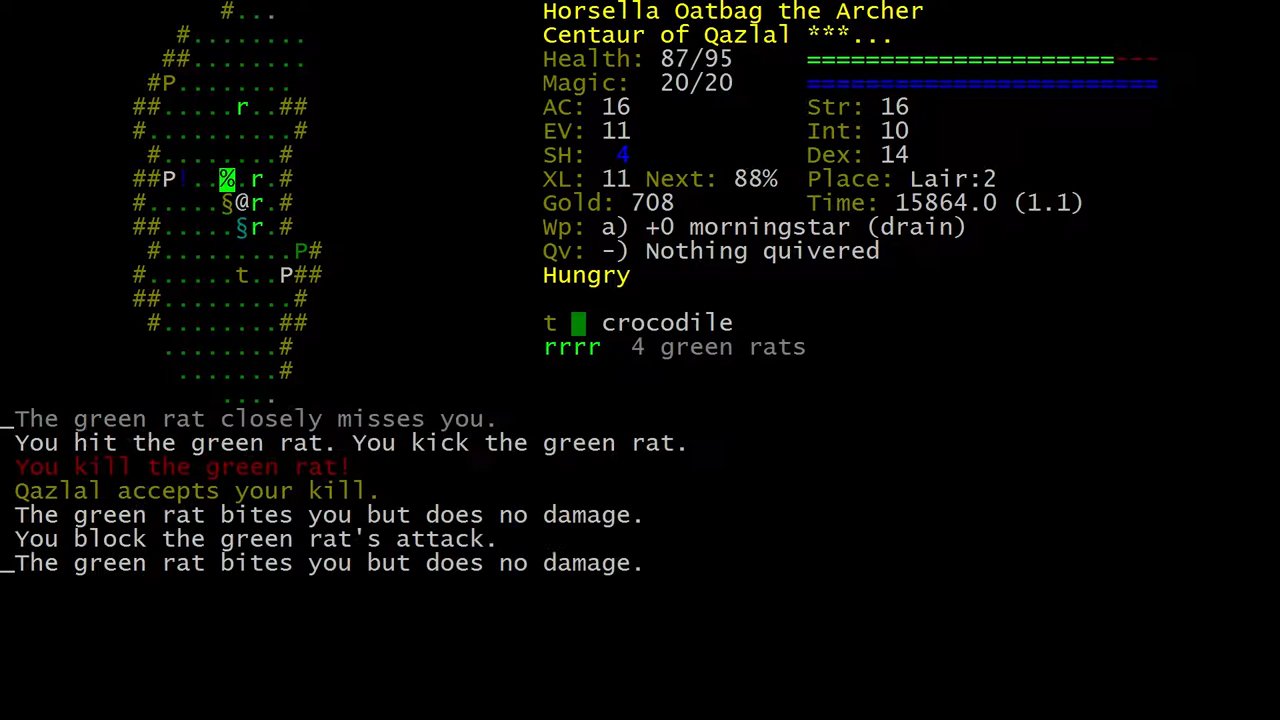 #...                  Horsella Oatbag the Archer
#........                Centaur of Qazlal ***...
##........                Health: 87/95 ========================---
#P........                 Magic: 20/20 ========================
##.....r..##               AC: 16 Str: 16
#..........#               EV: 11 Int: 10
#........#                SH: 4 Dex: 14
##P!..%.r.#                XL: 11 Next: 88% Place: Lair:2
#.....§@r.#                Gold: 708 Time: 15864.0 (1.1)
##.....§r.#                Wp: a) +0 morningstar (drain)
#.........P#              Qv: -) Nothing quivered
#......t..P##              Hungry
##.........#
#........##               t crocodile
........#                rrrr 4 green rats
.......#
....
_The green rat closely misses you.
You hit the green rat. You kick the green rat.
You kill the green rat!
Qazlal accepts your kill.
The green rat bites you but does no damage.
You block the green rat's attack.
_The green rat bites you but does no damage.